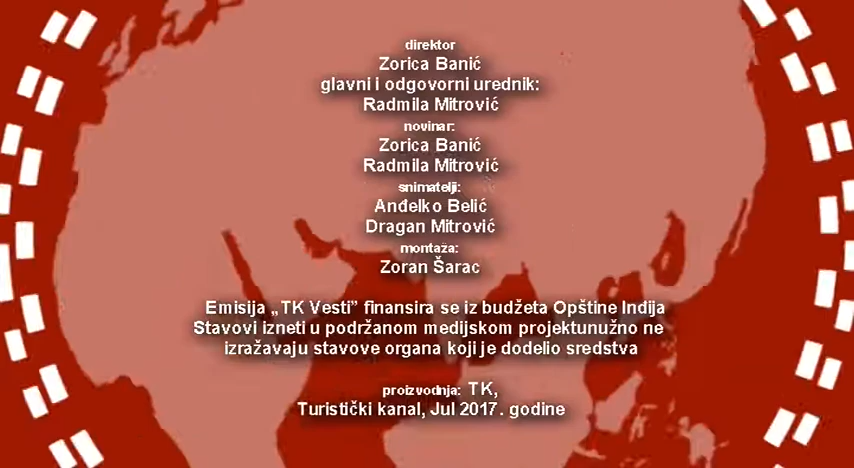 direktor
Zorica Banić
glavni i odgovorni urednik:
Radmila Mitrović
novinar:
Zorica Banić
Radmila Mitrović
snimatelji:
Anđelko Belić
Dragan Mitrović
montaža:
Zoran Šarac
Emisija „TK Vesti” finansira se iz budžeta Opštine Inđija
Stavovi izneti u podržanom medijskom projektunužno ne
izražavaju stavove organa koji je dodelio sredstva
proizvodnja: TK,
Turistički kanal, Jul 2017. godine